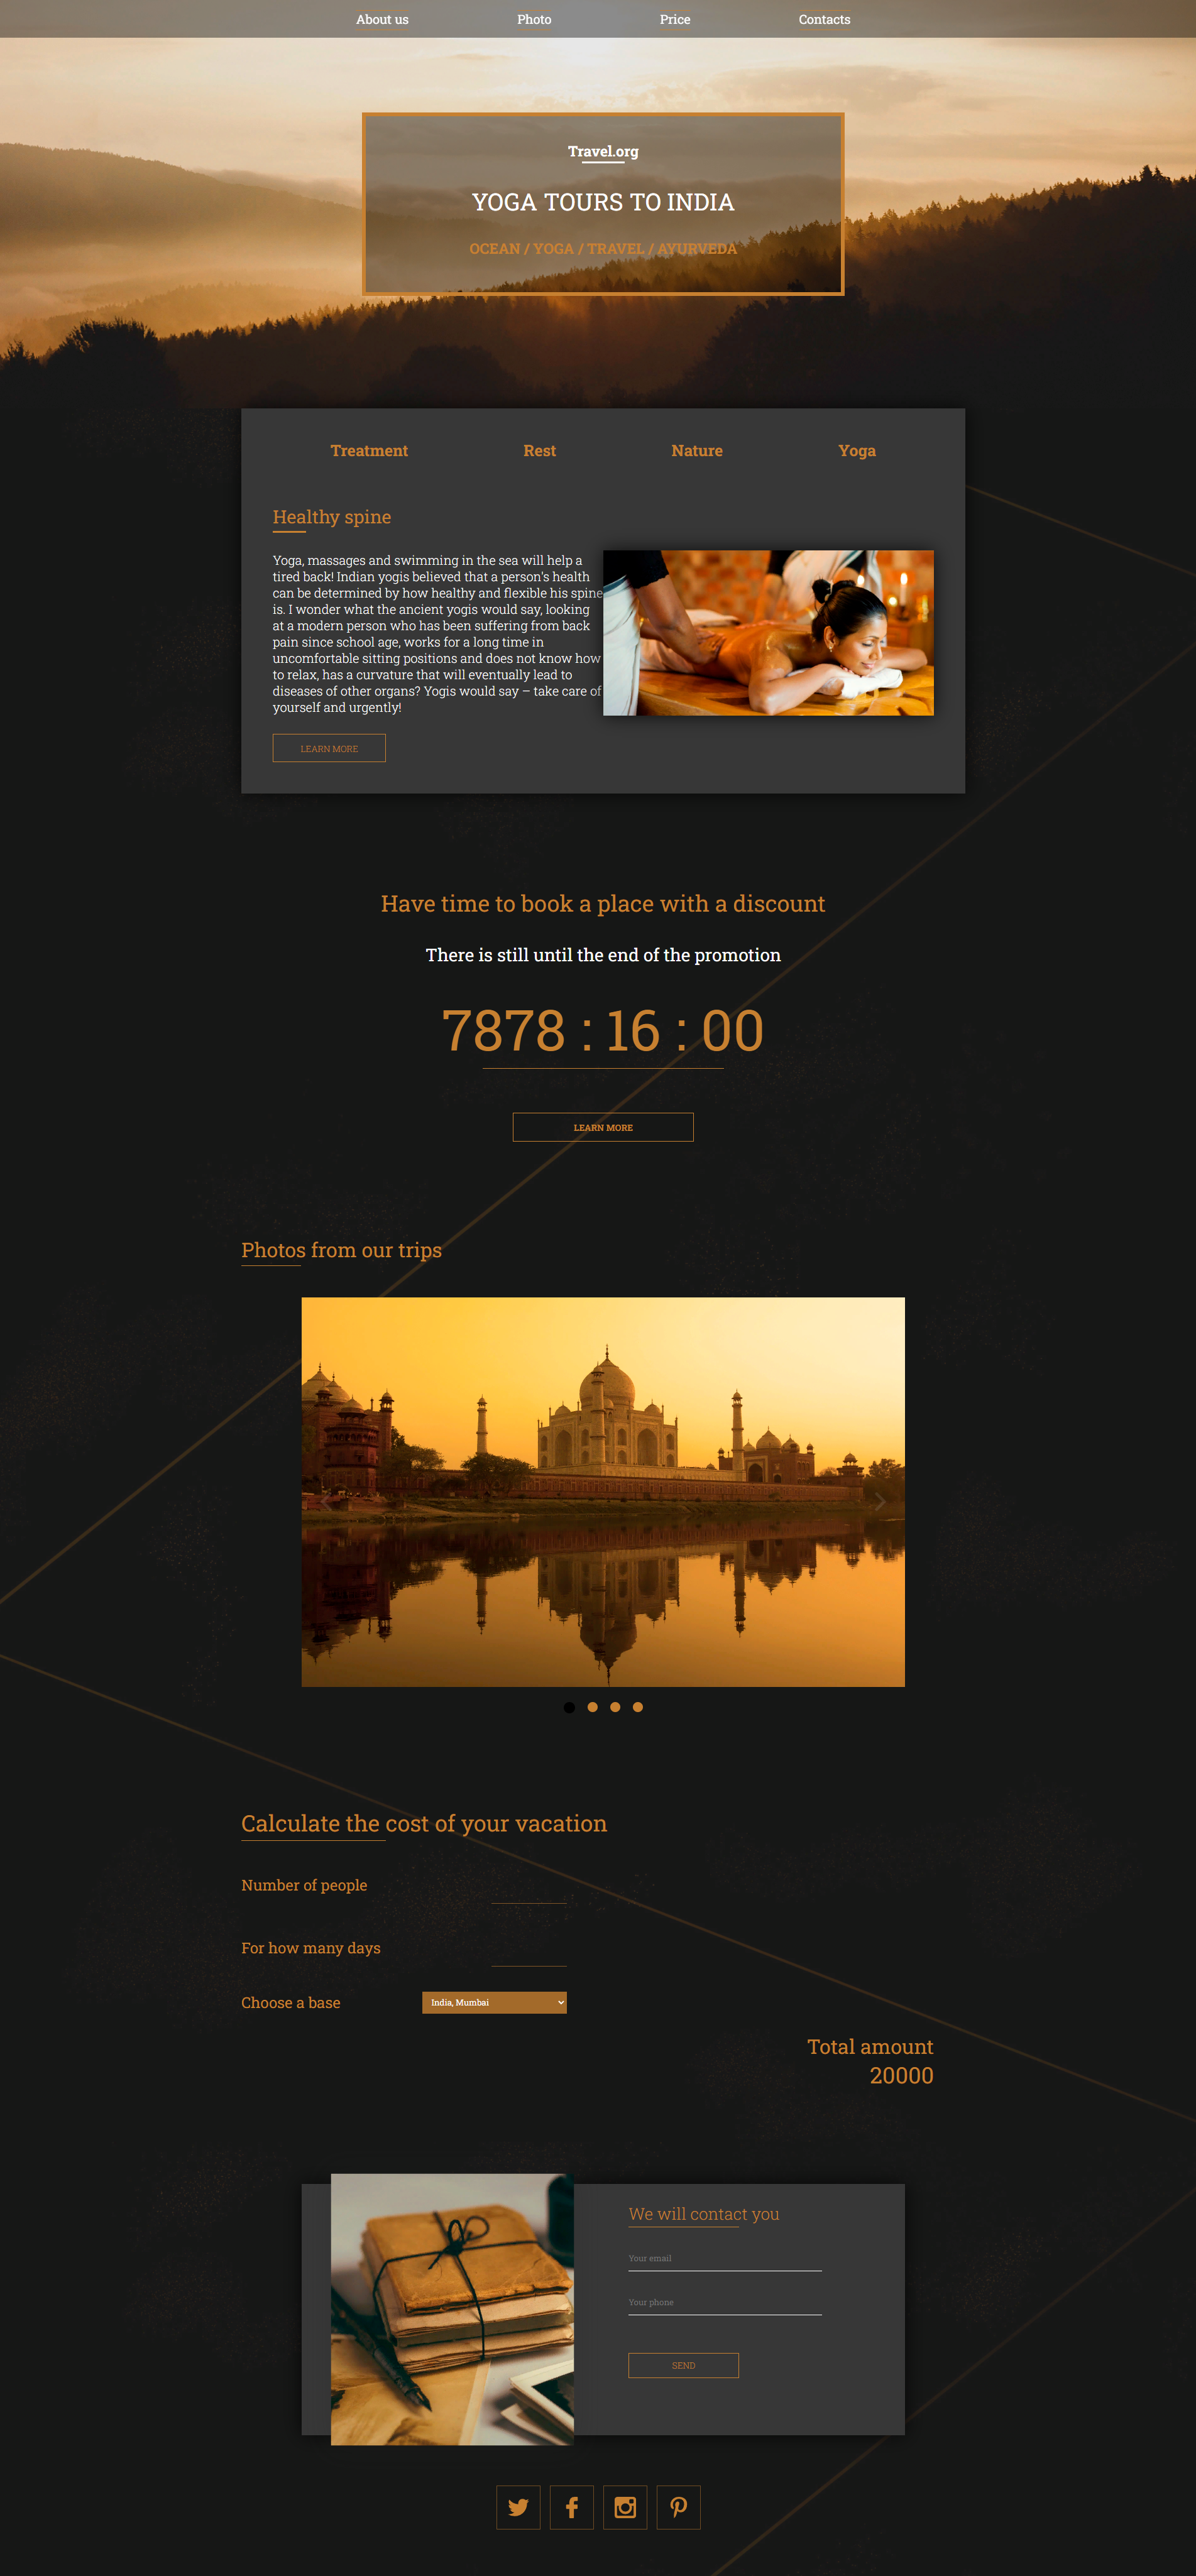 About us Photo Price Contacts
Travel.org
YOGA TOURS TO INDIA
OCEAN / YOGA / TRAVEL / AYURVEDA
Treatment Rest Nature Yoga
Healthy spine
Yoga, massages and swimming in the sea will help a
tired back! Indian yogis believed that a person's health
can be determined by how healthy and flexible his spine
is. I wonder what the ancient yogis would say, looking
at a modern person who has been suffering from back
pain since school age, works for a long time in
uncomfortable sitting positions and does not know how
to relax, has a curvature that will eventually lead to
diseases of other organs? Yogis would say – take care of
yourself and urgently!
LEARN MORE
Have time to book a place with a discount
There is still until the end of the promotion
7878 : 16 : 00
LEARN MORE
Photos from our trips
Calculate the cost of your vacation
Number of people
For how many days
Choose a base India, Mumbai
Total amount
20000
We will contact you
Your email
Your phone
SEND